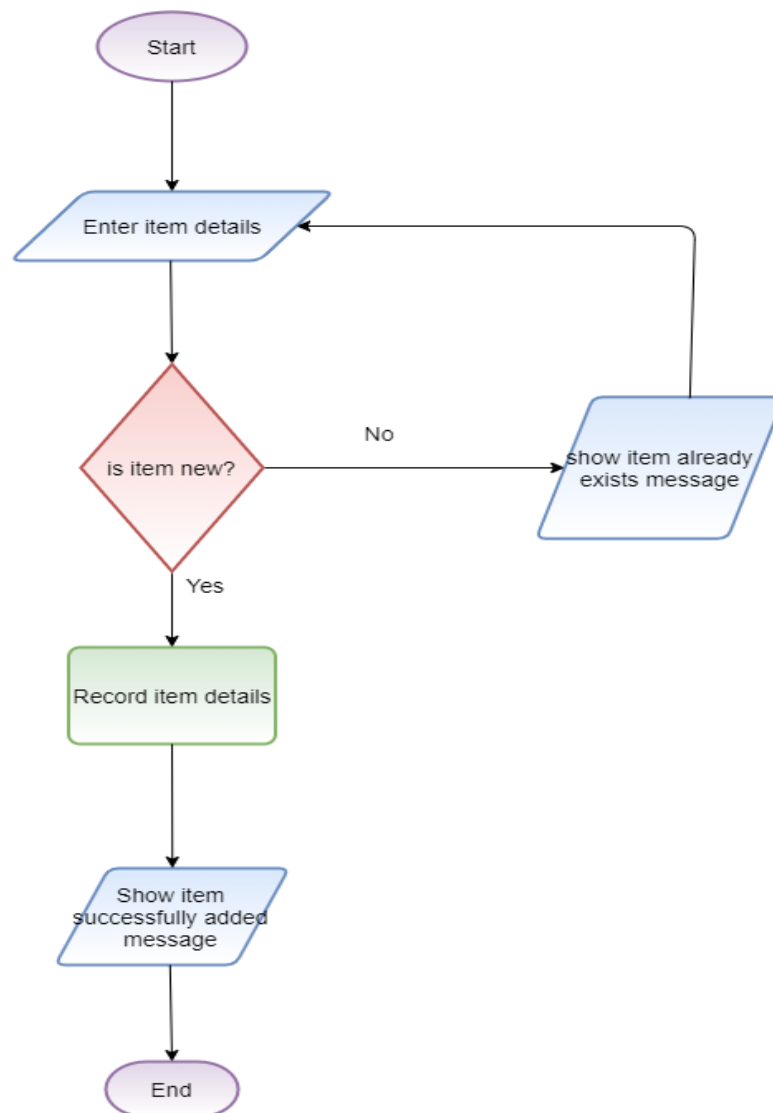 Start
Enter item details
is item new?
No
show item already
exists message
Yes
Record item details
Show item
successfully added
message
End